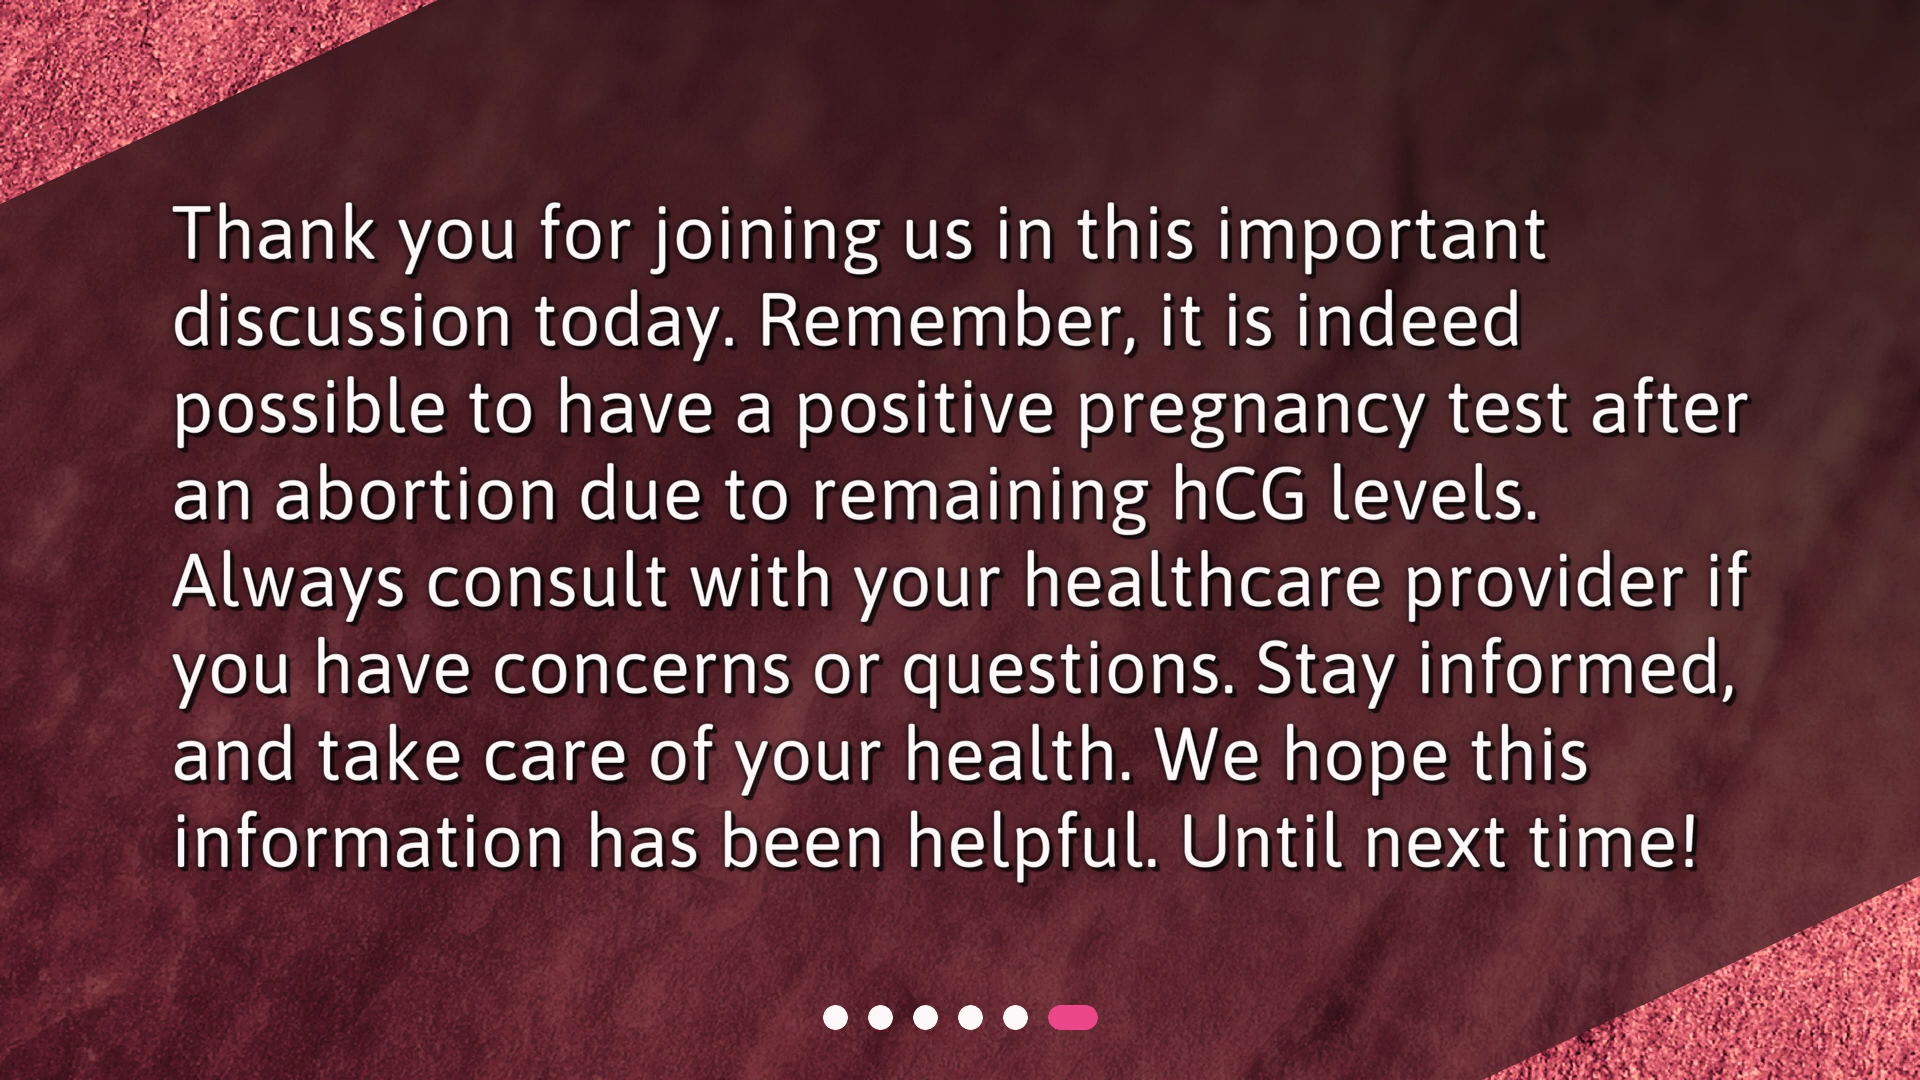 Thank you for joining us in this important
discussion today. Remember, it is indeed
possible to have a positive pregnancy test after
an abortion due to remaining hCG levels.
Always consult with your healthcare provider if
you have concerns or questions. Stay informed,
and take care of your health. We hope this
information has been helpful. Until next time!